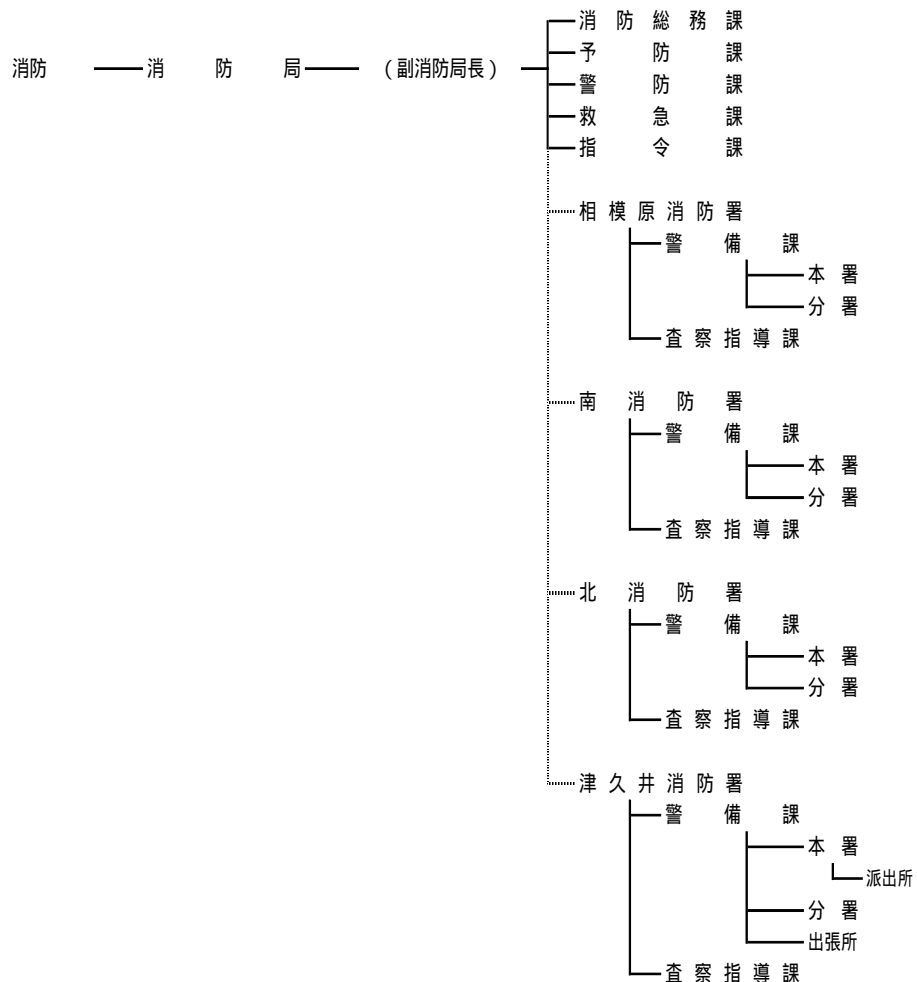 消防総務課
予防課
消防 消防局 (副消防局長)
警防課
救急課
指令課
相模原消防署
警備課
本署
分署
査察指導課
南消防署
警備課
本署
分署
査察指導課
北消防署
警備課
本署
分署
査察指導課
津久井消防署
警備課
本署
派出所
分署
出張所
査察指導課